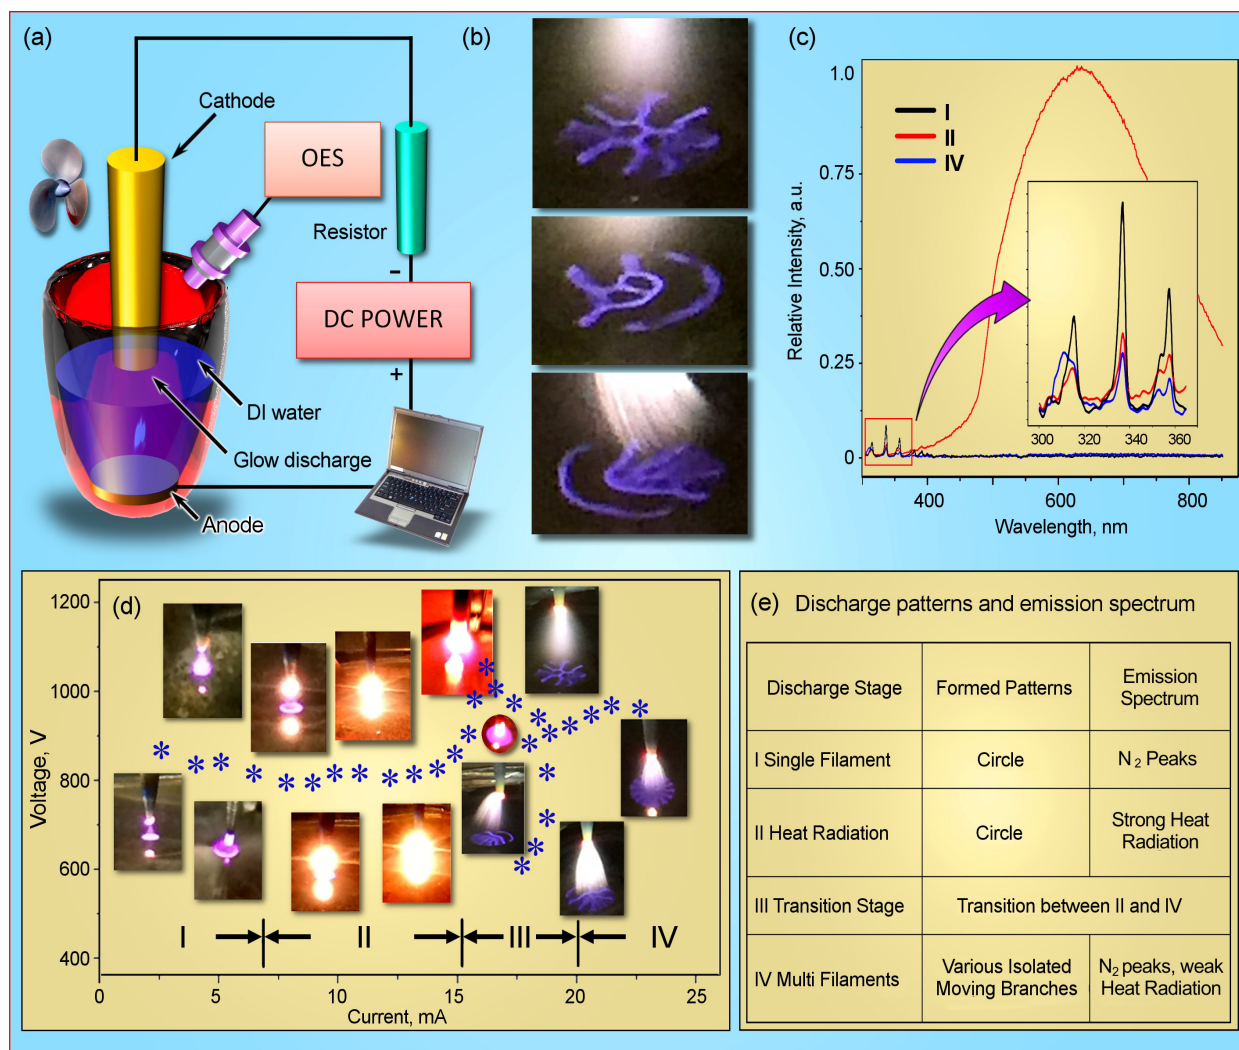 (a)
Cathode
OES
Resistor
–
DC POWER
+
DI water
Glow discharge
Anode
(b)
(c)
1.0
0.75
0.50
0.25
0
Relative Intensity, a.u.
I
II
IV
300 320 340 360
400 600 800
Wavelength, nm
(d)
1200
1000
800
600
400
Voltage, V
I II III IV
0 5 10 15 20 25
Current, mA
(e) Discharge patterns and emission spectrum
Discharge Stage
Formed Patterns
Emission
Spectrum
I Single Filament
Circle
N₂ Peaks
II Heat Radiation
Circle
Strong Heat
Radiation
III Transition Stage
Transition between II and IV
IV Multi Filaments
Various Isolated
Moving Branches
N₂ peaks, weak
Heat Radiation